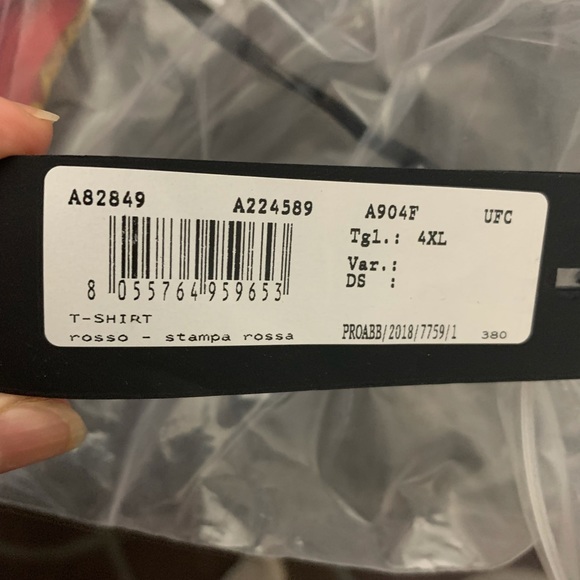 A82849 A224589 A904F UFC
Tgl.: 4XL
Var.:
DS :
8 055764 959653
T-SHIRT
rosso - stampa rossa PROABB/2018/7759/1 380